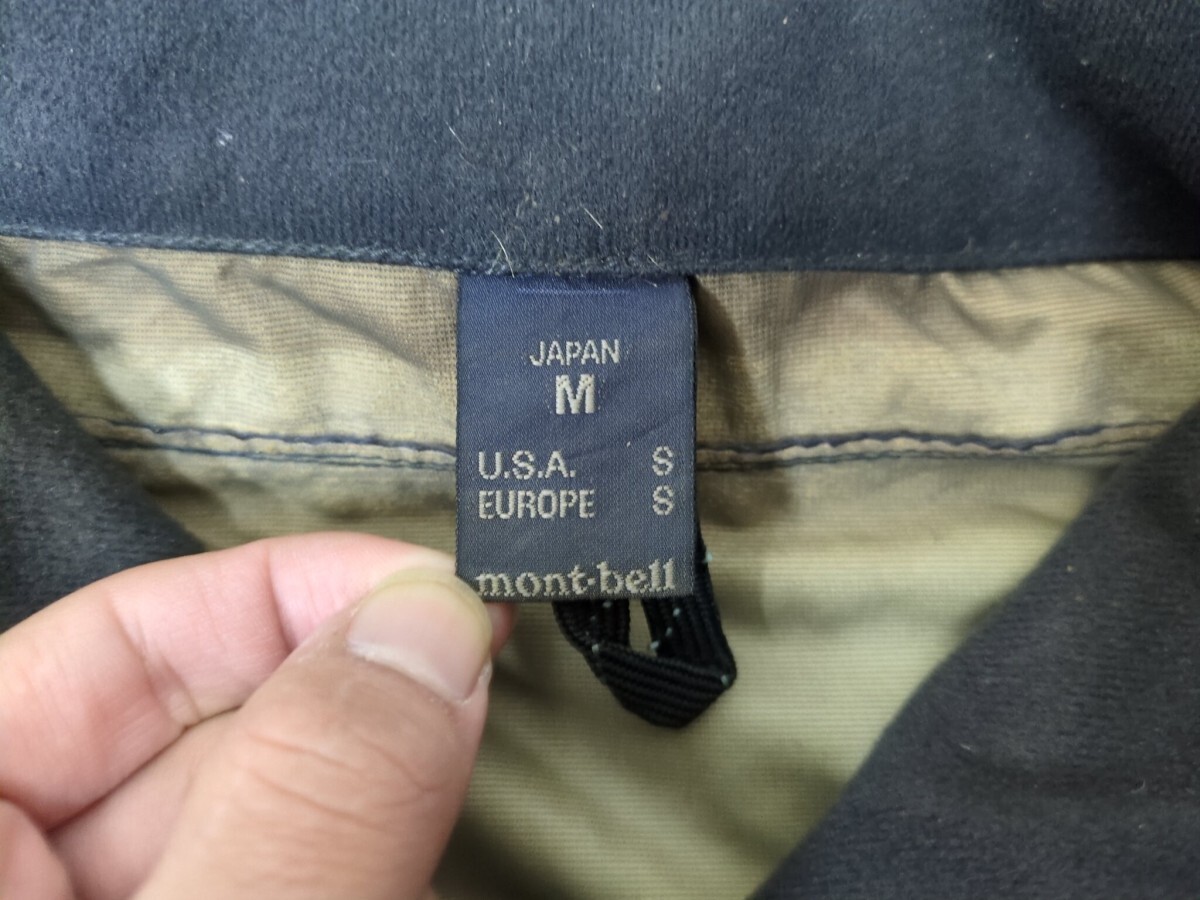 JAPAN
M
U.S.A. S
EUROPE S
mont-bell